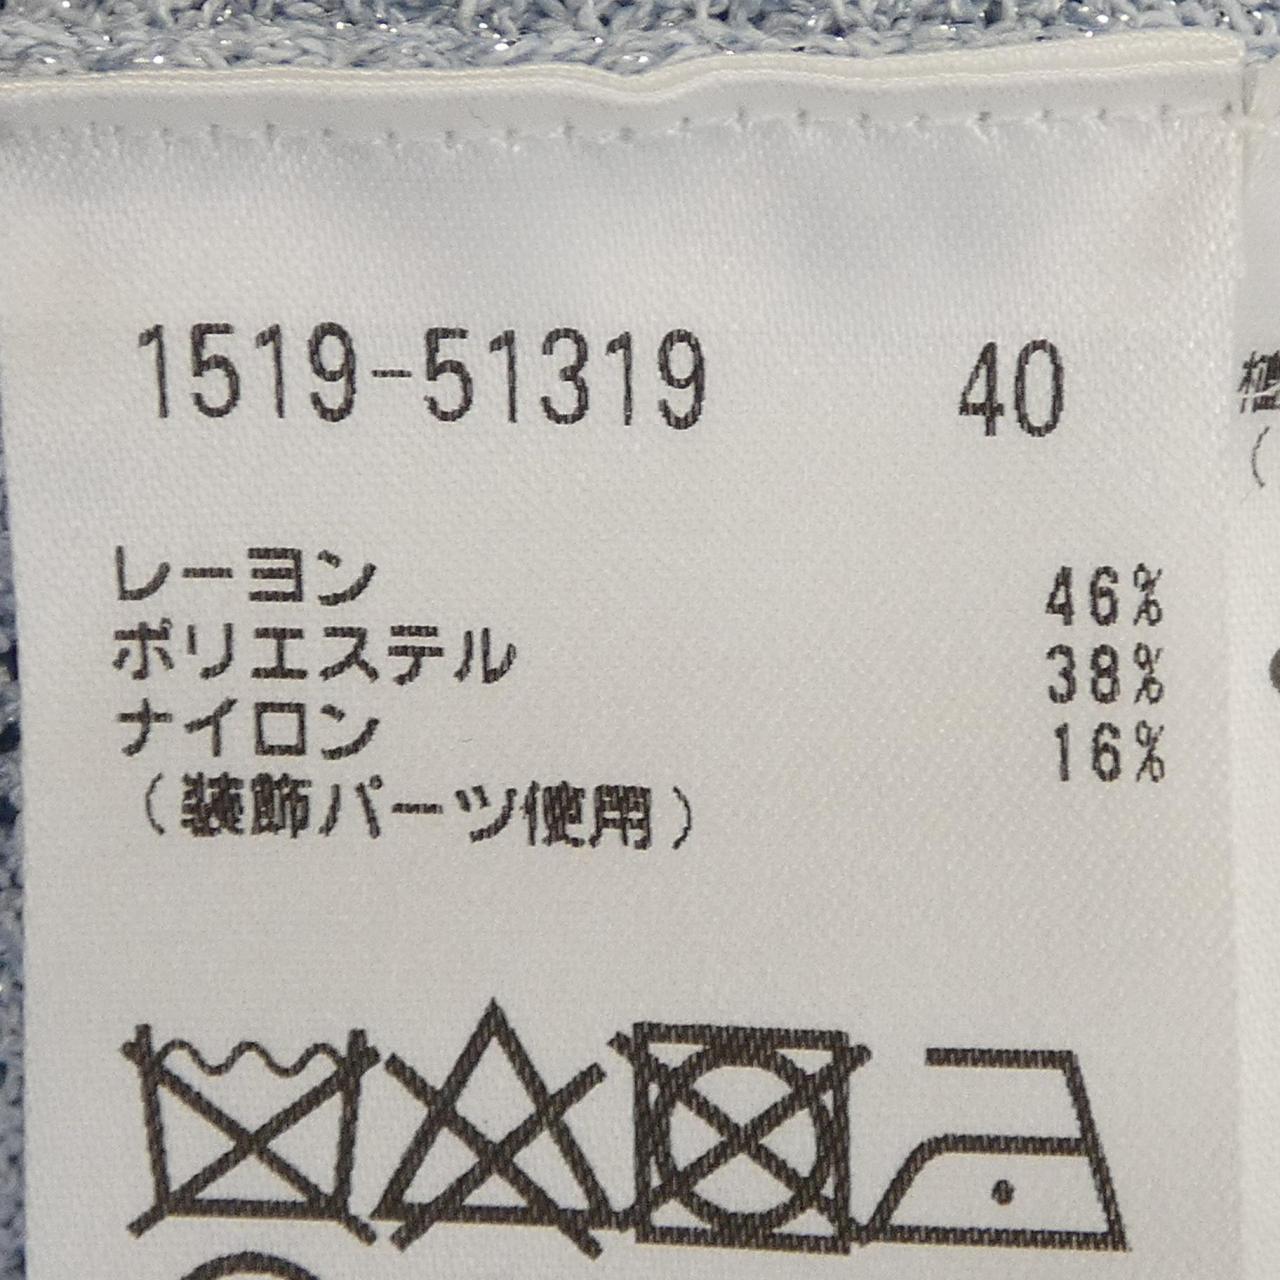 1519-51319 40
レーヨン 46%
ポリエステル 38%
ナイロン 16%
(装飾パーツ使用)